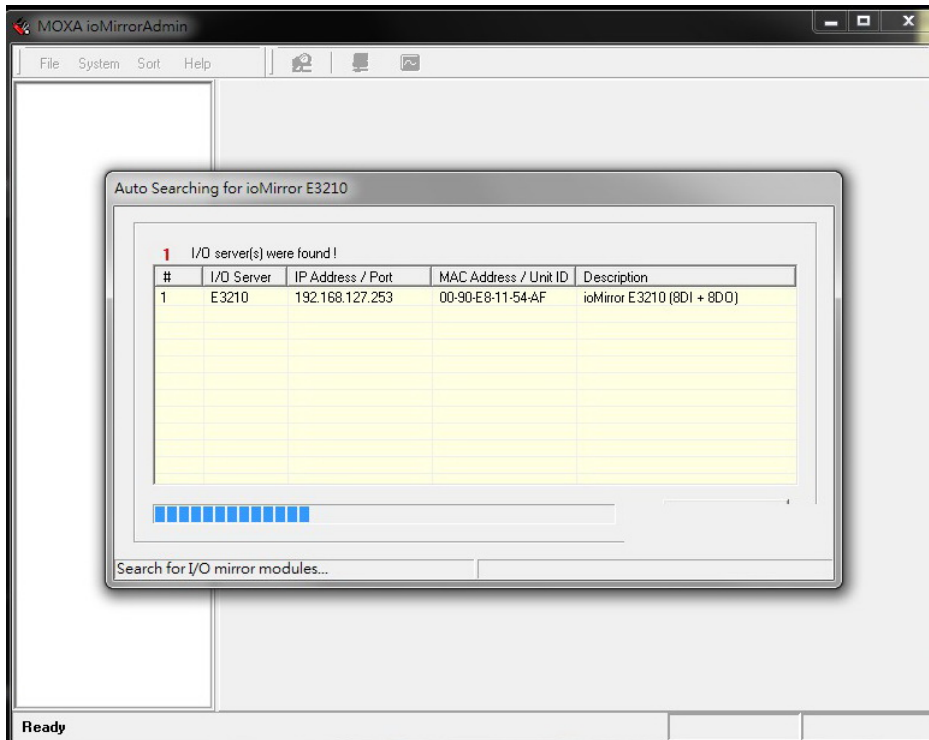 MOXA ioMirrorAdmin
File System Sort Help
Auto Searching for ioMirror E3210
1 I/O server(s) were found !
# I/O Server IP Address / Port MAC Address / Unit ID Description
1 E3210 192.168.127.253 00-90-E8-11-54-AF ioMirror E3210 (8DI + 8DO)
Search for I/O mirror modules...
Ready